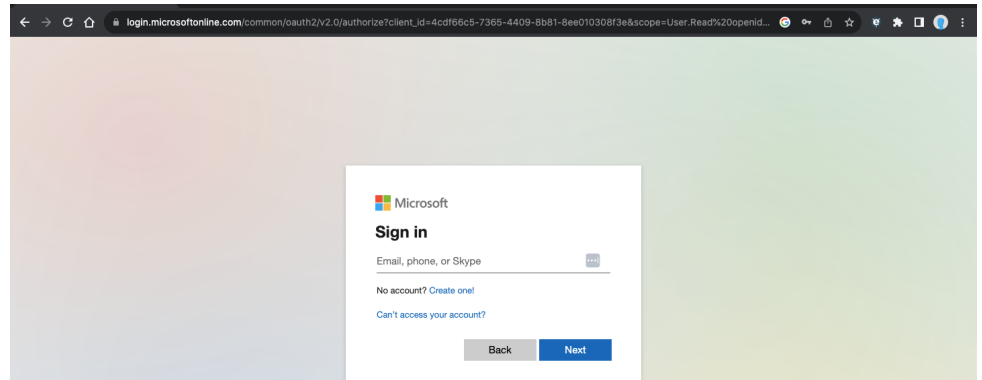 login.microsoftonline.com/common/oauth2/v2.0/authorize?client_id=4cdf66c5-7365-4409-8b81-8ee010308f3e&scope=User.Read%20openid...
Microsoft
Sign in
Email, phone, or Skype
No account? Create one!
Can't access your account?
Back Next